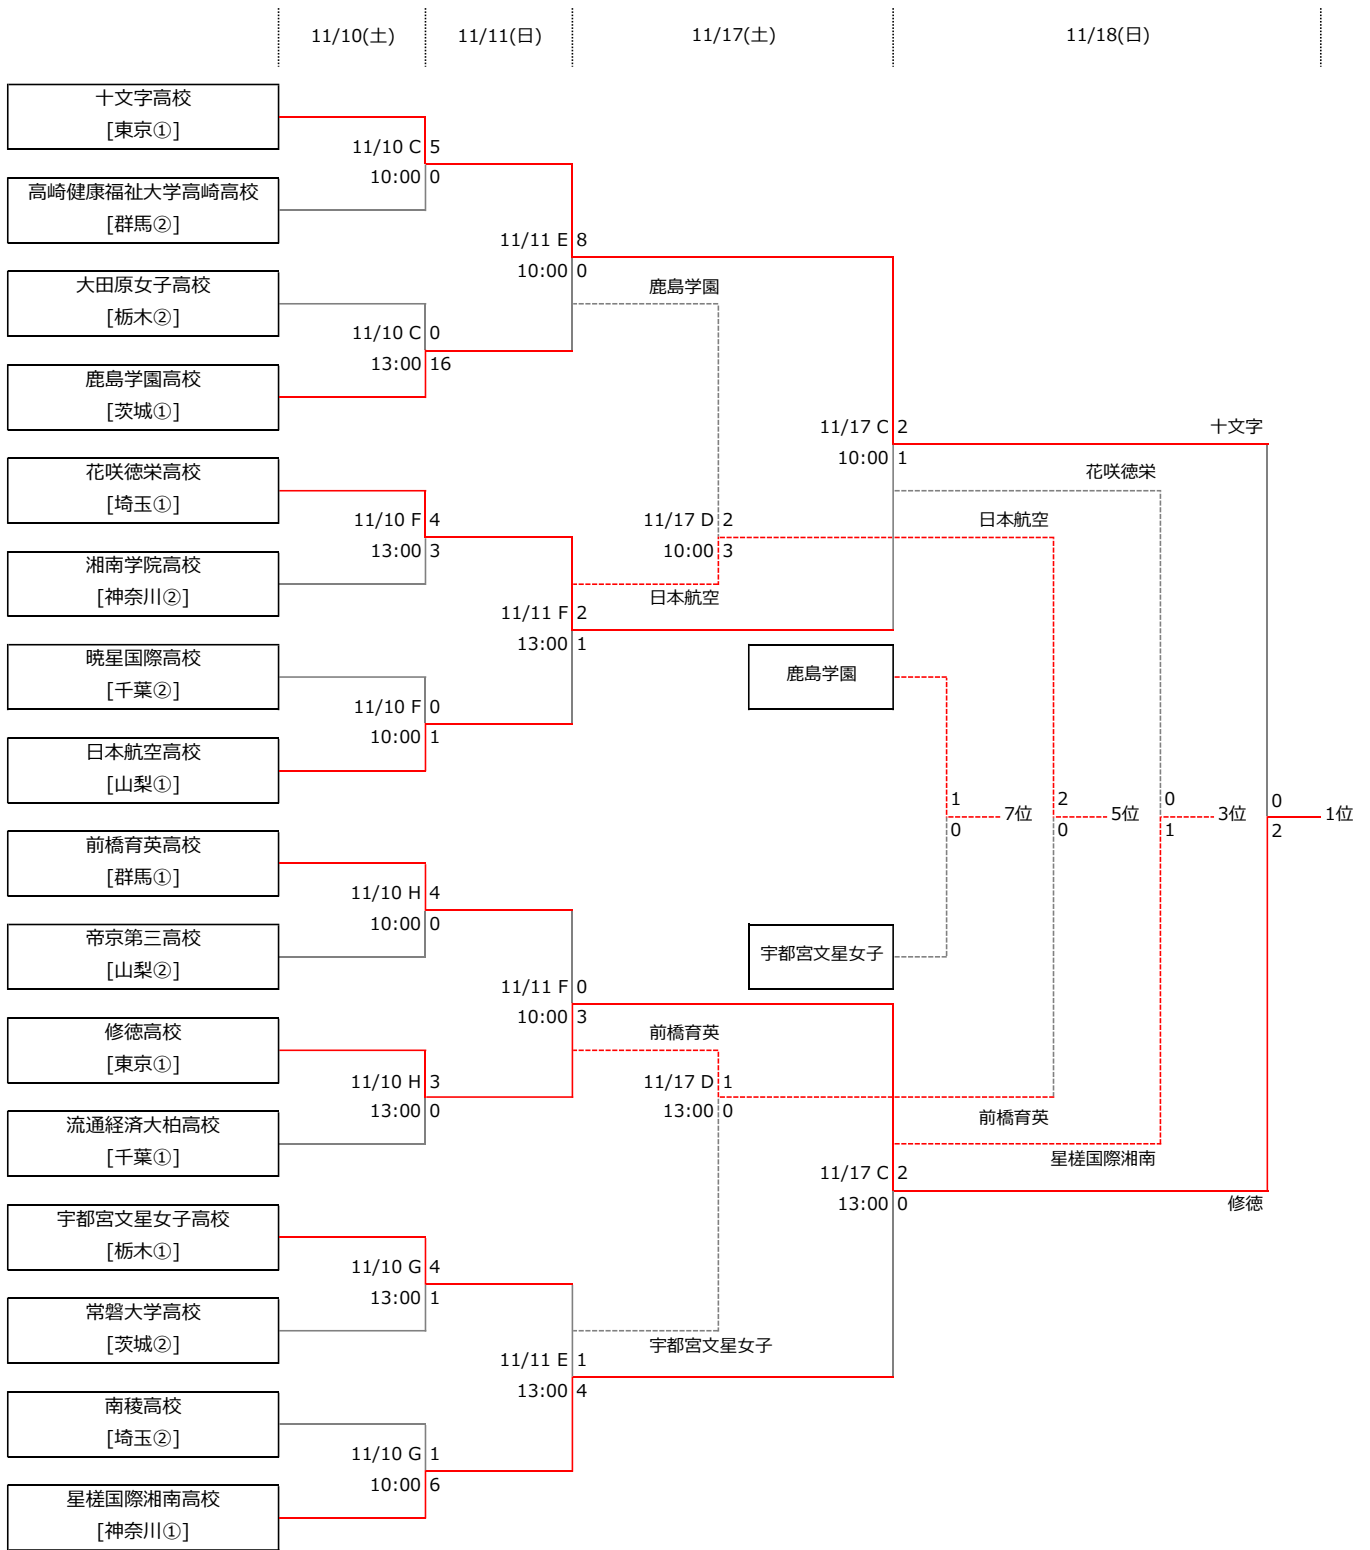 11/10(土)
11/11(日)
11/17(土)
11/18(日)
十文字高校
[東京①]
11/10 C 5
10:00 0
高崎健康福祉大学高崎高校
[群馬②]
11/11 E 8
10:00 0
大田原女子高校
[栃木②]
鹿島学園
11/10 C 0
13:00 16
鹿島学園高校
[茨城①]
11/17 C 2
10:00 1
十文字
花咲徳栄高校
[埼玉①]
花咲徳栄
11/10 F 4
13:00 3
11/17 D 2
10:00 3
日本航空
湘南学院高校
[神奈川②]
日本航空
11/11 F 2
13:00 1
暁星国際高校
[千葉②]
鹿島学園
11/10 F 0
10:00 1
日本航空高校
[山梨①]
1
0
7位
2
0
5位
0
1
3位
0
2
1位
前橋育英高校
[群馬①]
11/10 H 4
10:00 0
帝京第三高校
[山梨②]
宇都宮文星女子
11/11 F 0
10:00 3
修徳高校
[東京①]
前橋育英
11/10 H 3
13:00 0
11/17 D 1
13:00 0
前橋育英
流通経済大柏高校
[千葉①]
星槎国際湘南
11/17 C 2
13:00 0
修徳
宇都宮文星女子高校
[栃木①]
11/10 G 4
13:00 1
常磐大学高校
[茨城②]
宇都宮文星女子
11/11 E 1
13:00 4
南稜高校
[埼玉②]
11/10 G 1
10:00 6
星槎国際湘南高校
[神奈川①]